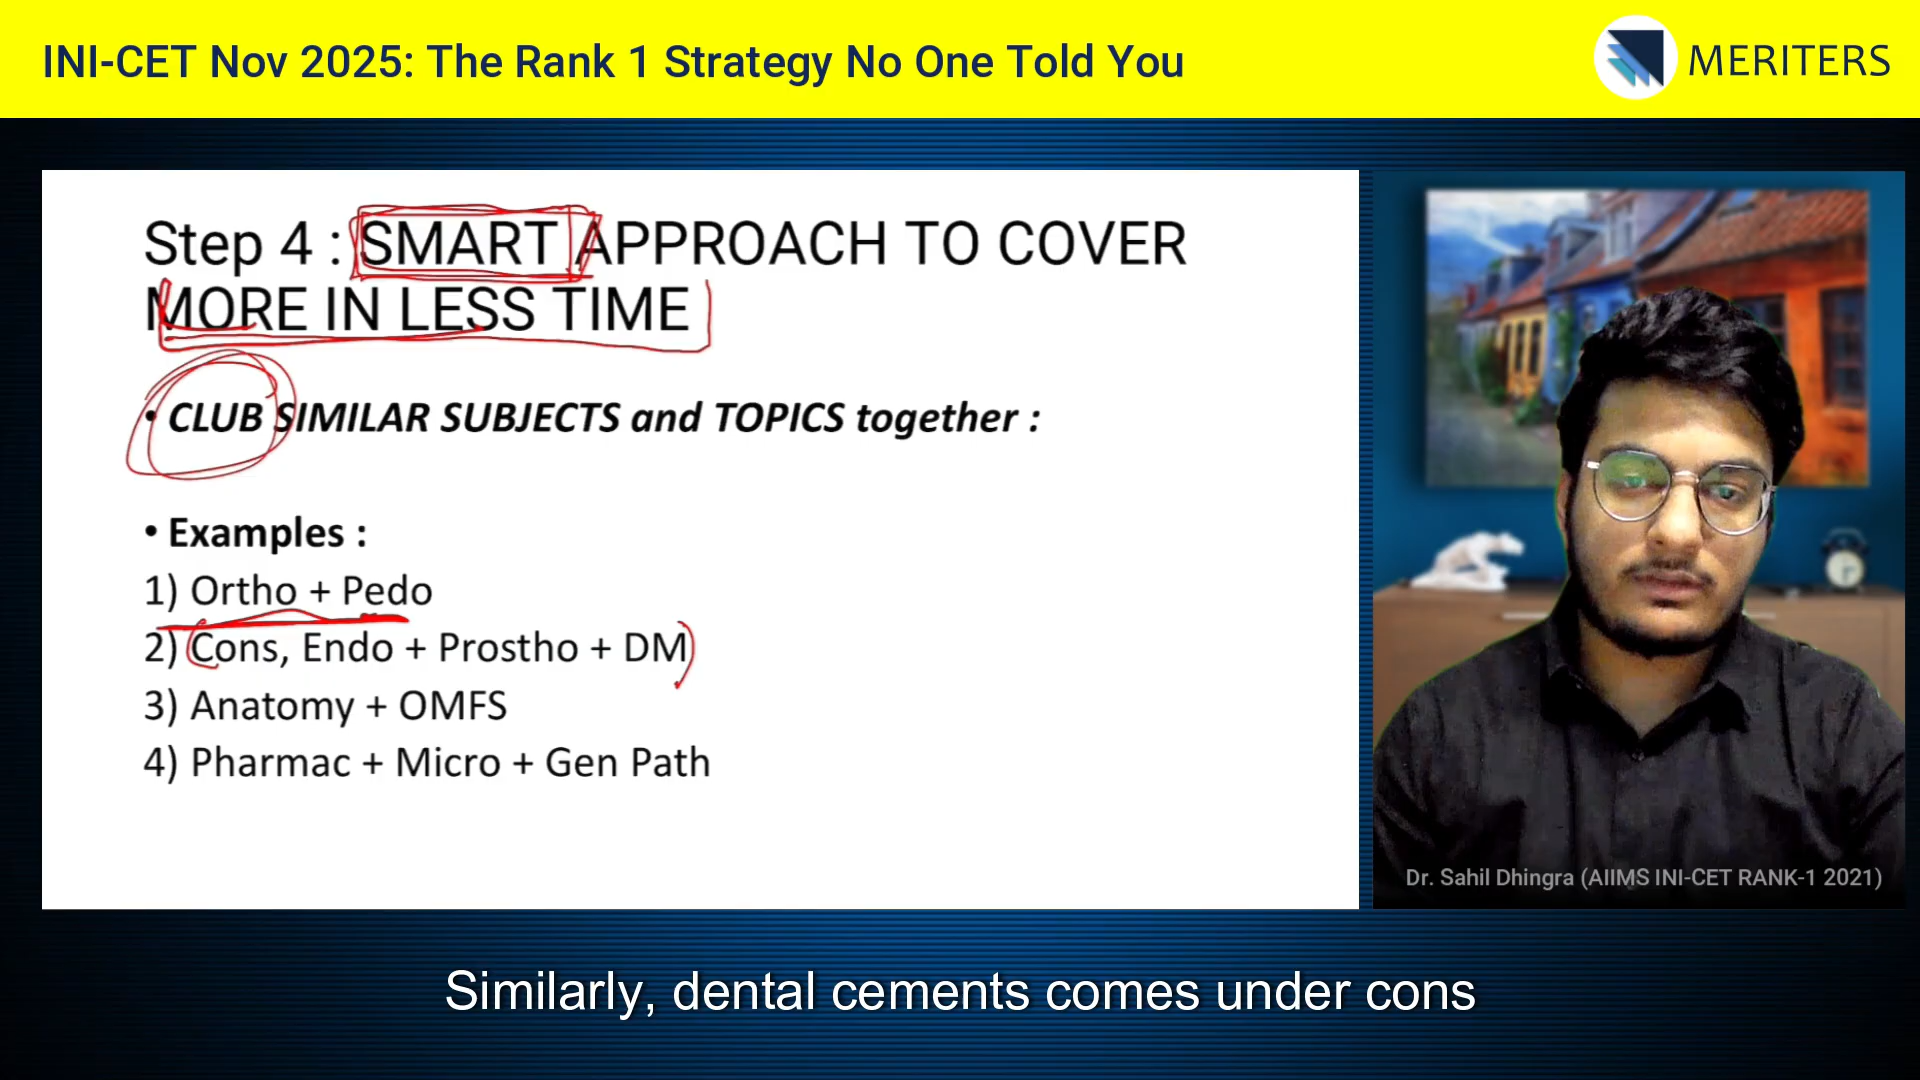 INI-CET Nov 2025: The Rank 1 Strategy No One Told You
MERITERS
Step 4 : SMART APPROACH TO COVER
MORE IN LESS TIME
• CLUB SIMILAR SUBJECTS and TOPICS together :
• Examples :
1) Ortho + Pedo
2) Cons, Endo + Prostho + DM
3) Anatomy + OMFS
4) Pharmac + Micro + Gen Path
Dr. Sahil Dhingra (AIIMS INI-CET RANK-1 2021)
Similarly, dental cements comes under cons